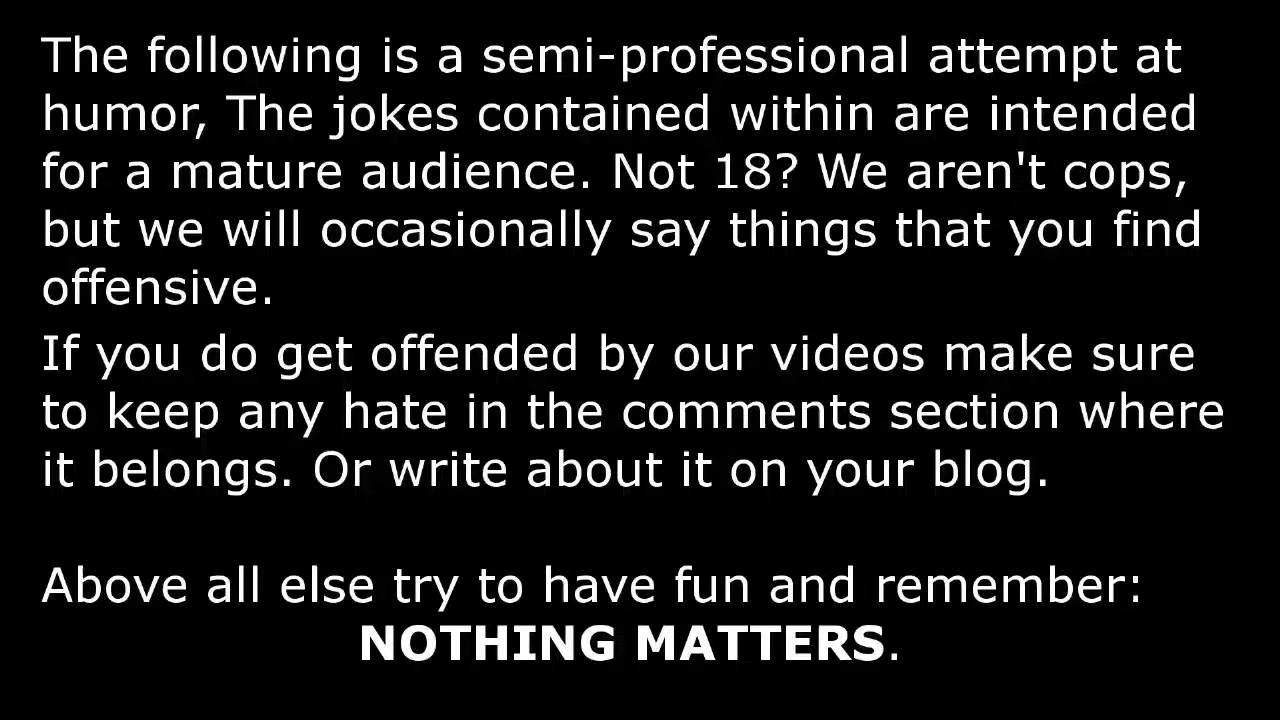 The following is a semi-professional attempt at
humor, The jokes contained within are intended
for a mature audience. Not 18? We aren't cops,
but we will occasionally say things that you find
offensive.
If you do get offended by our videos make sure
to keep any hate in the comments section where
it belongs. Or write about it on your blog.
Above all else try to have fun and remember:
NOTHING MATTERS.